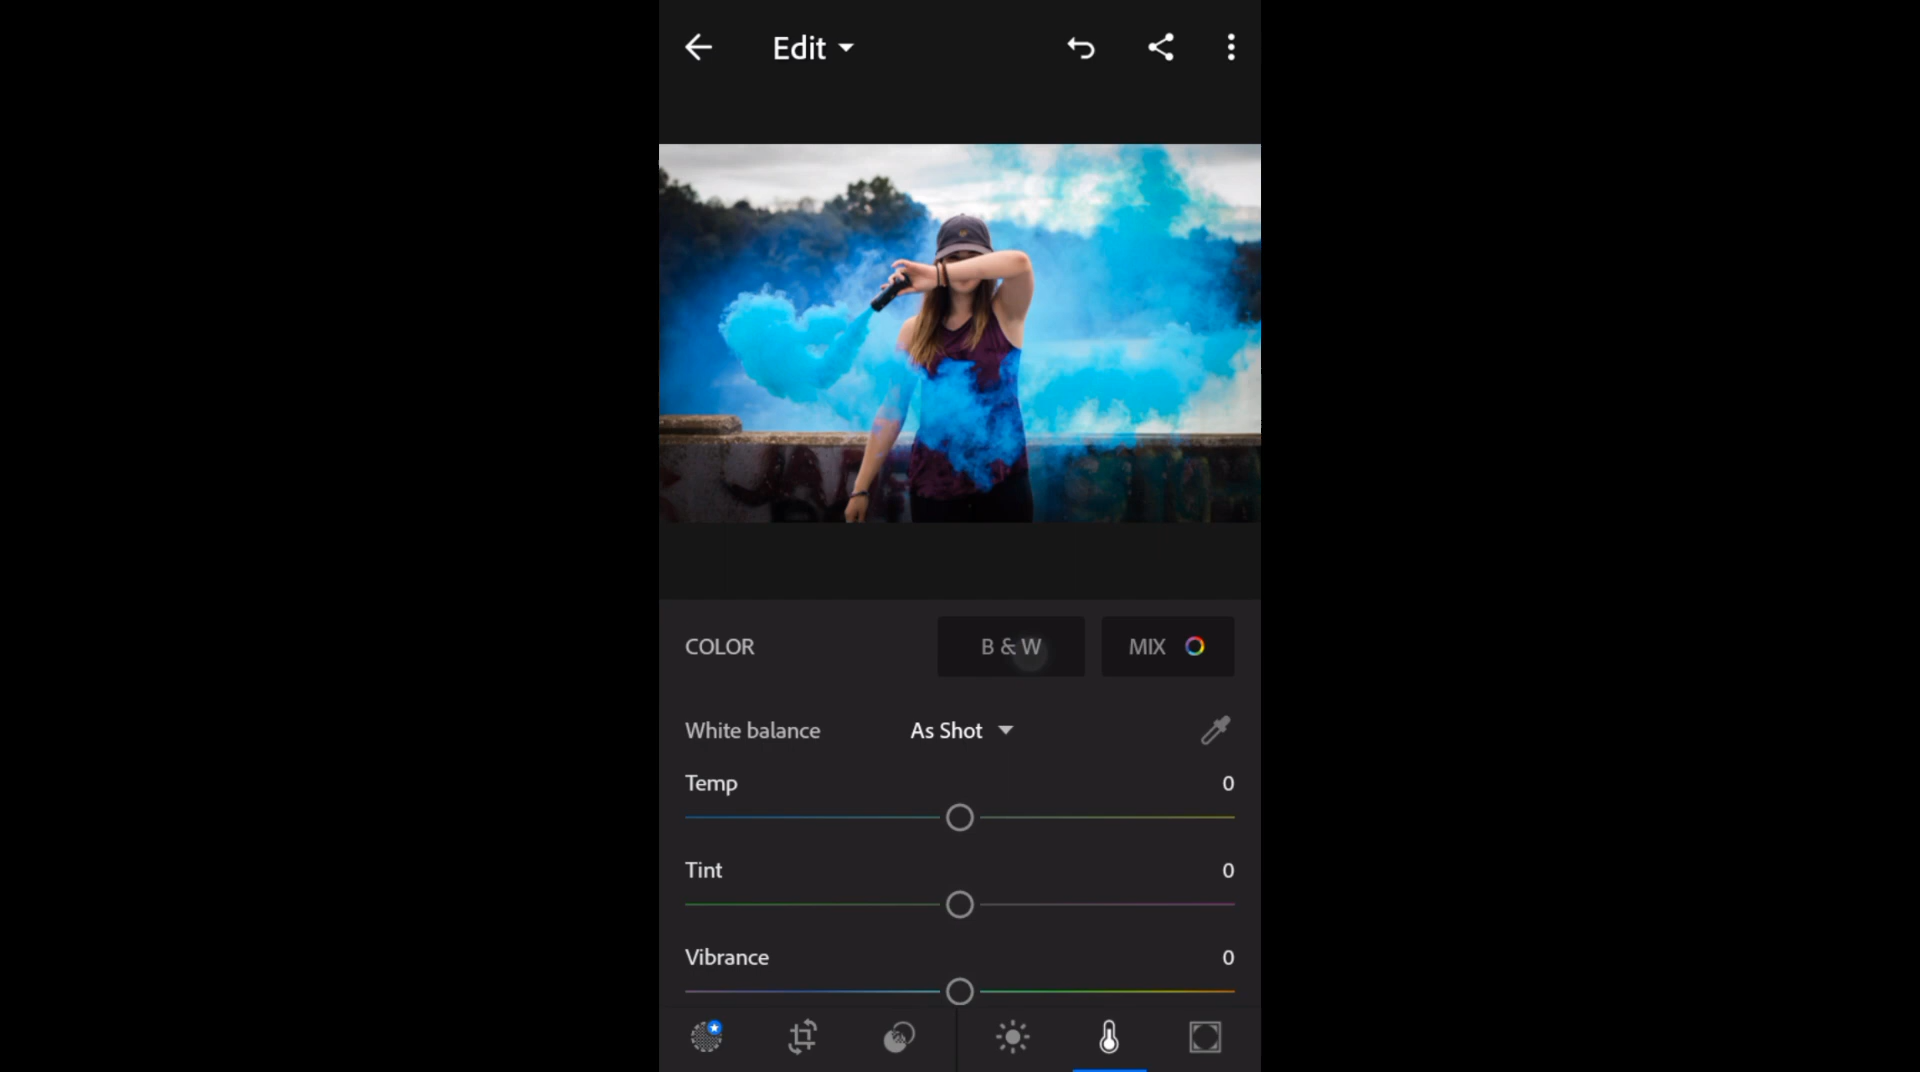 Edit
COLOR
B & W
MIX
White balance
As Shot
Temp
0
Tint
0
Vibrance
0